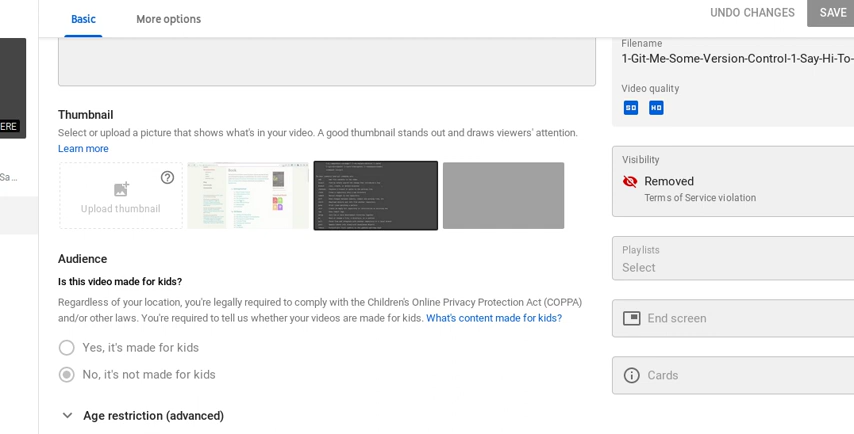 Basic
More options
UNDO CHANGES
SAVE
ERE
Sa...
Thumbnail
Select or upload a picture that shows what's in your video. A good thumbnail stands out and draws viewers' attention.
Learn more
Upload thumbnail
Audience
Is this video made for kids?
Regardless of your location, you're legally required to comply with the Children's Online Privacy Protection Act (COPPA)
and/or other laws. You're required to tell us whether your videos are made for kids. What's content made for kids?
Yes, it's made for kids
No, it's not made for kids
Age restriction (advanced)
Filename
1-Git-Me-Some-Version-Control-1-Say-Hi-To-
Video quality
SD HD
Visibility
Removed
Terms of Service violation
Playlists
Select
End screen
Cards